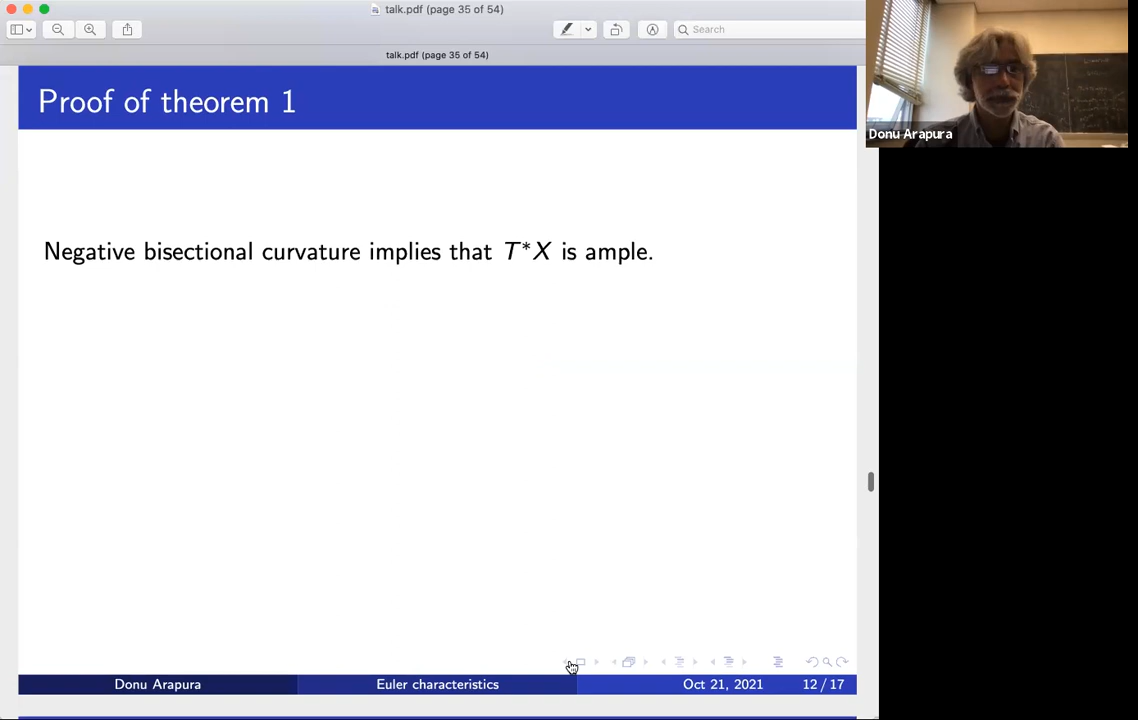 talk.pdf (page 35 of 54)
Search
talk.pdf (page 35 of 54)
Proof of theorem 1
Donu Arapura
Negative bisectional curvature implies that T*X is ample.
Donu Arapura Euler characteristics Oct 21, 2021 12 / 17